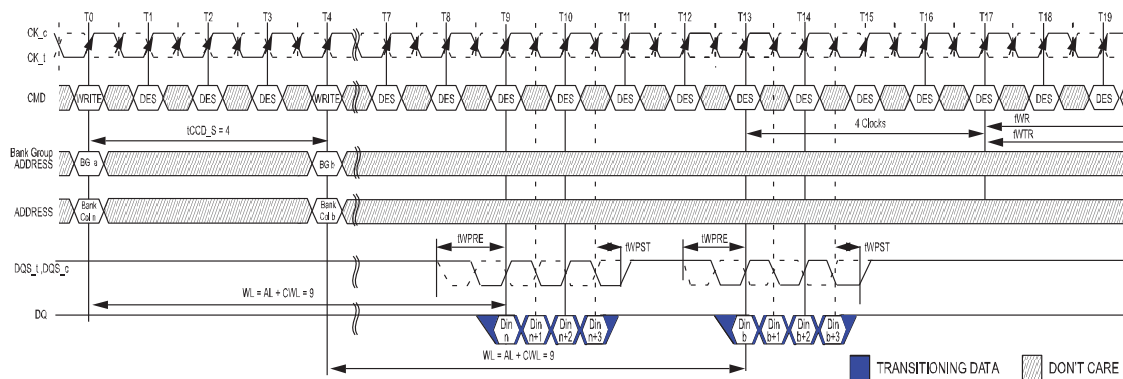 T0 T1 T2 T3 T4 T7 T8 T9 T10 T11 T12 T13 T14 T15 T16 T17 T18 T19
CK_c
CK_t
CMD WRITE DES DES DES WRITE DES DES DES DES DES DES DES DES DES DES DES DES DES
tCCD_S = 4 4 Clocks tWR
tWTR
Bank Group
ADDRESS BG a BG b
ADDRESS Bank Col n Bank Col b
tWPRE tWPST tWPRE tWPST
DQS_t ,DQS_c
WL = AL + CWL = 9
DQ Din n Din n+1 Din n+2 Din n+3 Din b Din b+1 Din b+2 Din b+3
WL = AL + CWL = 9
TRANSITIONING DATA DON'T CARE